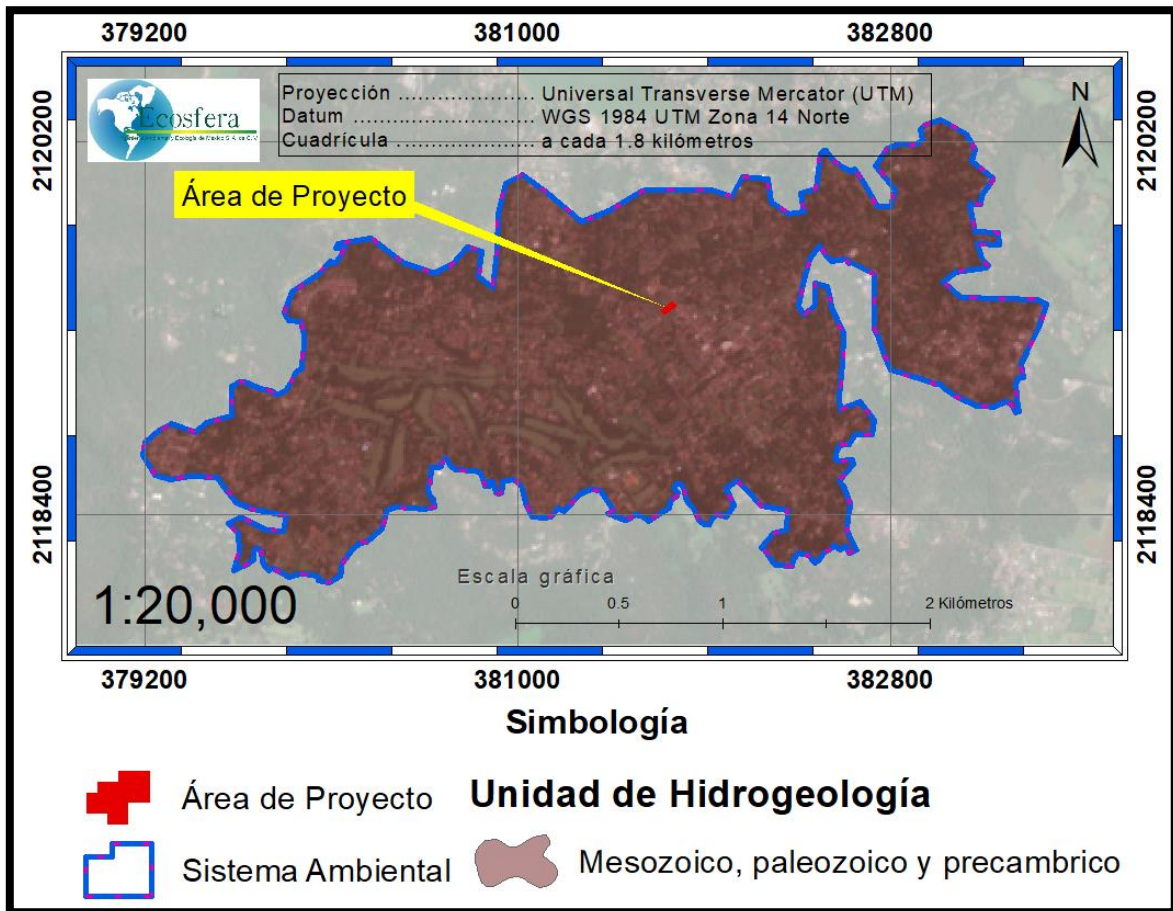 379200 381000 382800
2120200
2120200
Ecosfera
Proyección ..................... Universal Transverse Mercator (UTM)
Datum ............................ WGS 1984 UTM Zona 14 Norte
Cuadrícula ...................... a cada 1.8 kilómetros
N
Área de Proyecto
2118400
2118400
Escala gráfica
0 0.5 1 2 Kilómetros
1:20,000
379200 381000 382800
Simbología
Área de Proyecto
Unidad de Hidrogeología
Sistema Ambiental
Mesozoico, paleozoico y precambrico